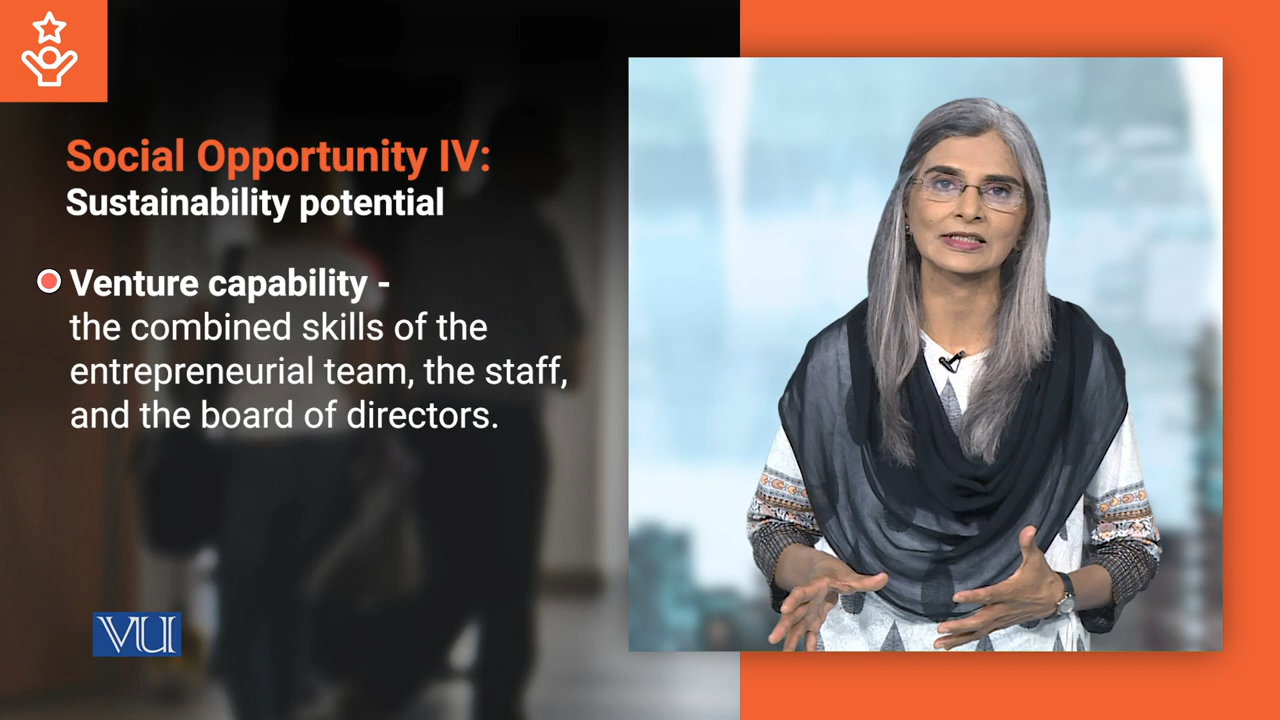 Social Opportunity IV:
Sustainability potential
Venture capability -
the combined skills of the
entrepreneurial team, the staff,
and the board of directors.
VU